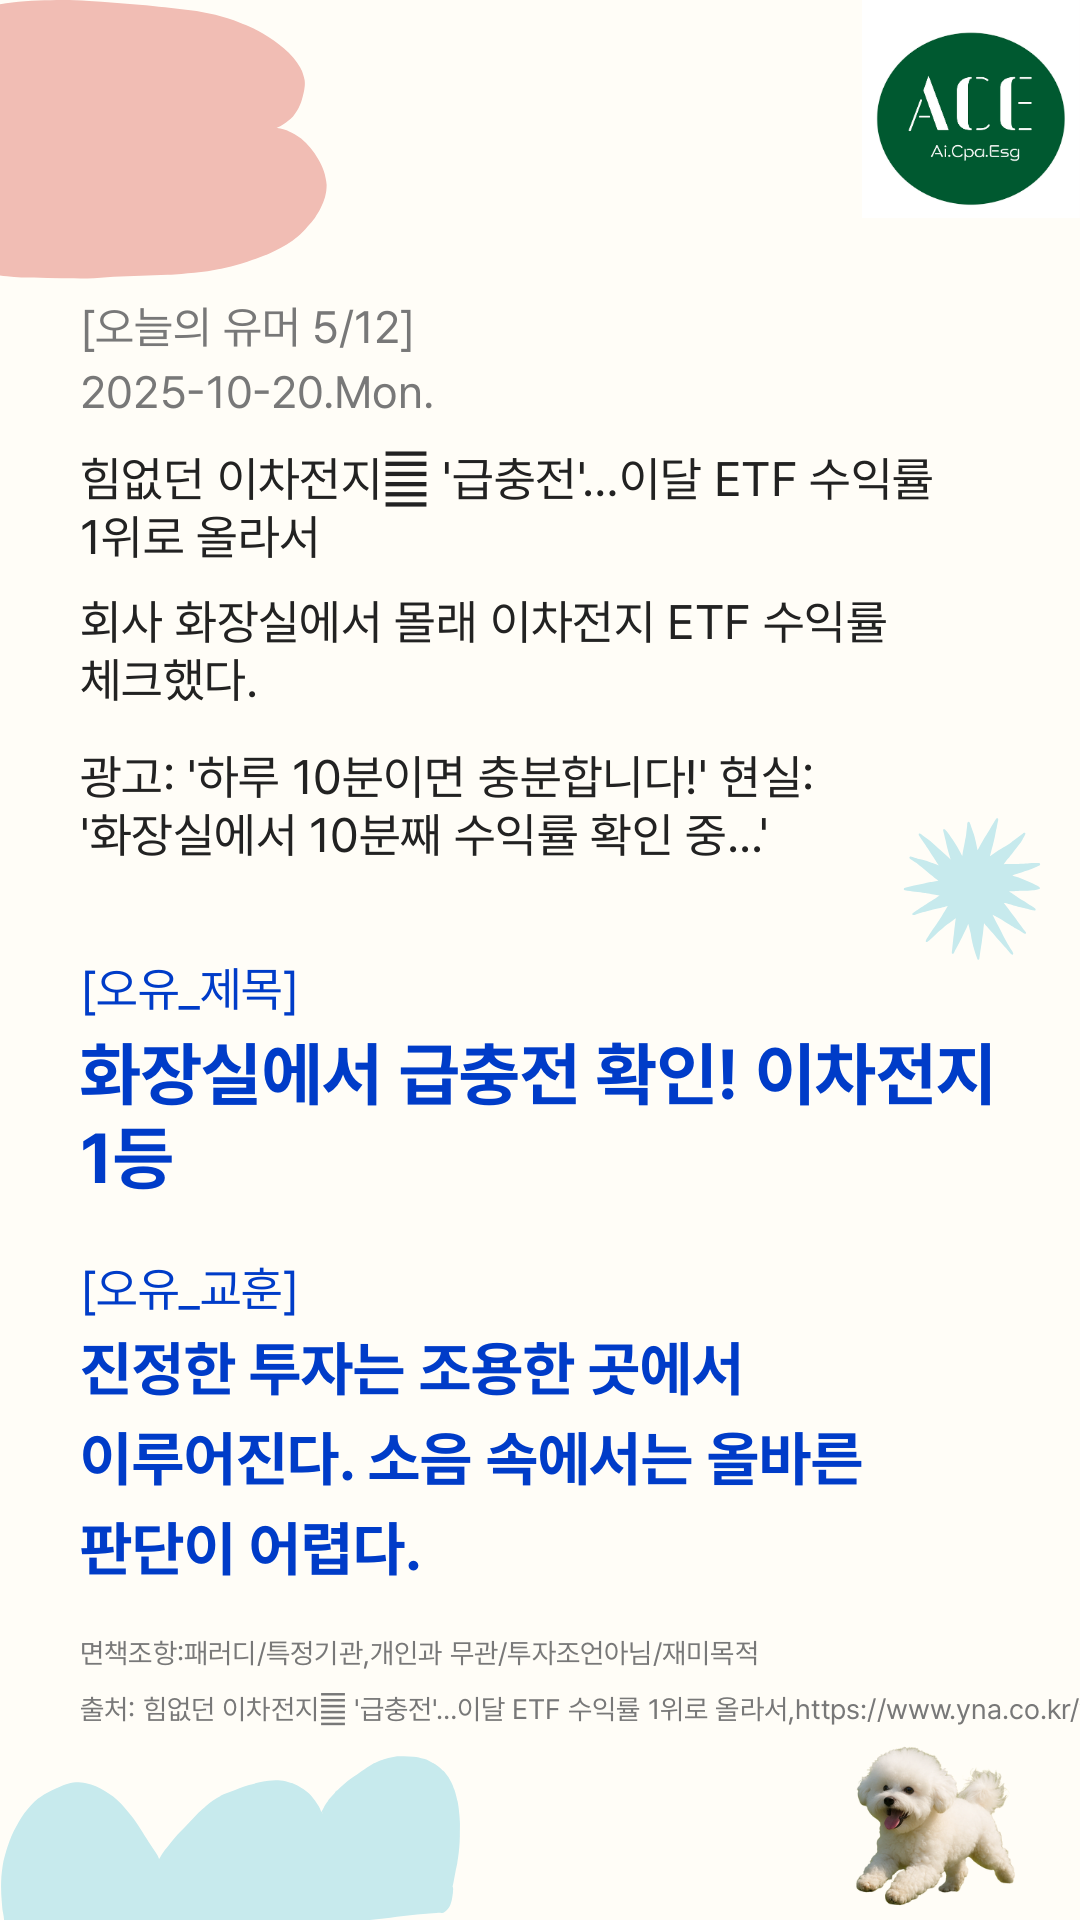 ACE
Ai.Cpa.Esg
[오늘의 유머 5/12]
2025-10-20.Mon.
힘없던 이차전지 '급충전'...이달 ETF 수익률
1위로 올라서
회사 화장실에서 몰래 이차전지 ETF 수익률
체크했다.
광고: '하루 10분이면 충분합니다!' 현실:
'화장실에서 10분째 수익률 확인 중...'
[오유_제목]
화장실에서 급충전 확인! 이차전지
1등
[오유_교훈]
진정한 투자는 조용한 곳에서
이루어진다. 소음 속에서는 올바른
판단이 어렵다.
면책조항:패러디/특정기관,개인과 무관/투자조언아님/재미목적
출처: 힘없던 이차전지 '급충전'...이달 ETF 수익률 1위로 올라서,https://www.yna.co.kr/